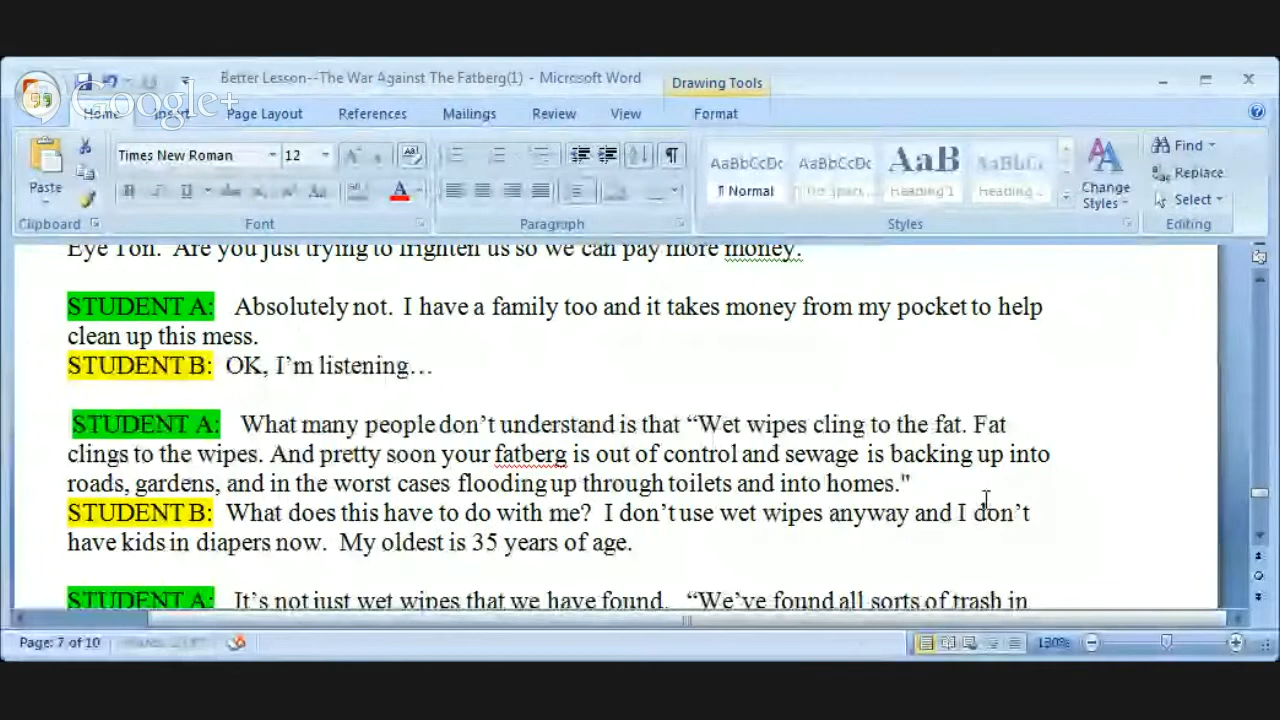 Better Lesson--The War Against The Fatberg(1) - Microsoft Word
Drawing Tools
Google+
Home Insert Page Layout References Mailings Review View Format
Paste
Times New Roman 12
AaBbCcDc AaBbCcDc AaB AaBbCc
¶ Normal Heading 1
Change Styles
Find
Replace
Select
Clipboard Font Paragraph Styles Editing
Eye Ton. Are you just trying to frighten us so we can pay more money.
STUDENT A: Absolutely not. I have a family too and it takes money from my pocket to help
clean up this mess.
STUDENT B: OK, I’m listening…
STUDENT A: What many people don’t understand is that “Wet wipes cling to the fat. Fat
clings to the wipes. And pretty soon your fatberg is out of control and sewage is backing up into
roads, gardens, and in the worst cases flooding up through toilets and into homes."
STUDENT B: What does this have to do with me? I don’t use wet wipes anyway and I don’t
have kids in diapers now. My oldest is 35 years of age.
STUDENT A: It’s not just wet wipes that we have found. “We’ve found all sorts of trash in
Page: 7 of 10
130%